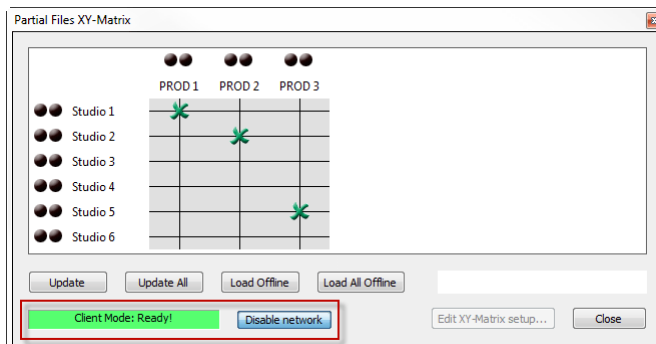 Partial Files XY-Matrix
PROD 1 PROD 2 PROD 3
Studio 1
Studio 2
Studio 3
Studio 4
Studio 5
Studio 6
Update Update All Load Offline Load All Offline
Client Mode: Ready! Disable network Edit XY-Matrix setup... Close